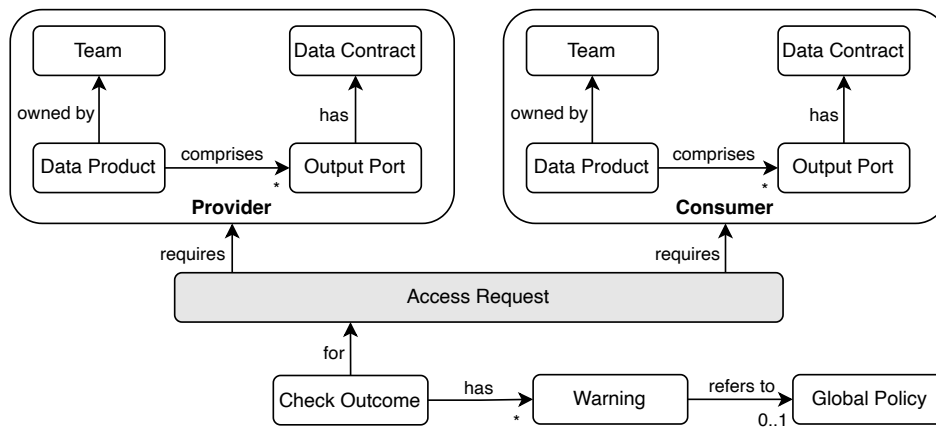 Team
Data Contract
Team
Data Contract
owned by
has
owned by
has
Data Product
comprises
*
Output Port
Data Product
comprises
*
Output Port
Provider
Consumer
requires
requires
Access Request
for
Check Outcome
has
*
Warning
refers to
0..1
Global Policy